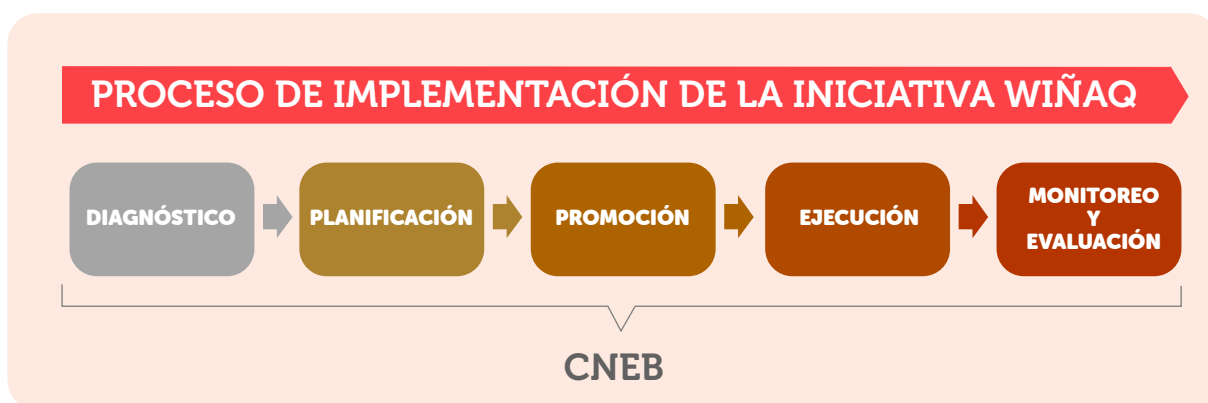 PROCESO DE IMPLEMENTACIÓN DE LA INICIATIVA WIÑAQ
DIAGNÓSTICO
PLANIFICACIÓN
PROMOCIÓN
EJECUCIÓN
MONITOREO
Y
EVALUACIÓN
CNEB